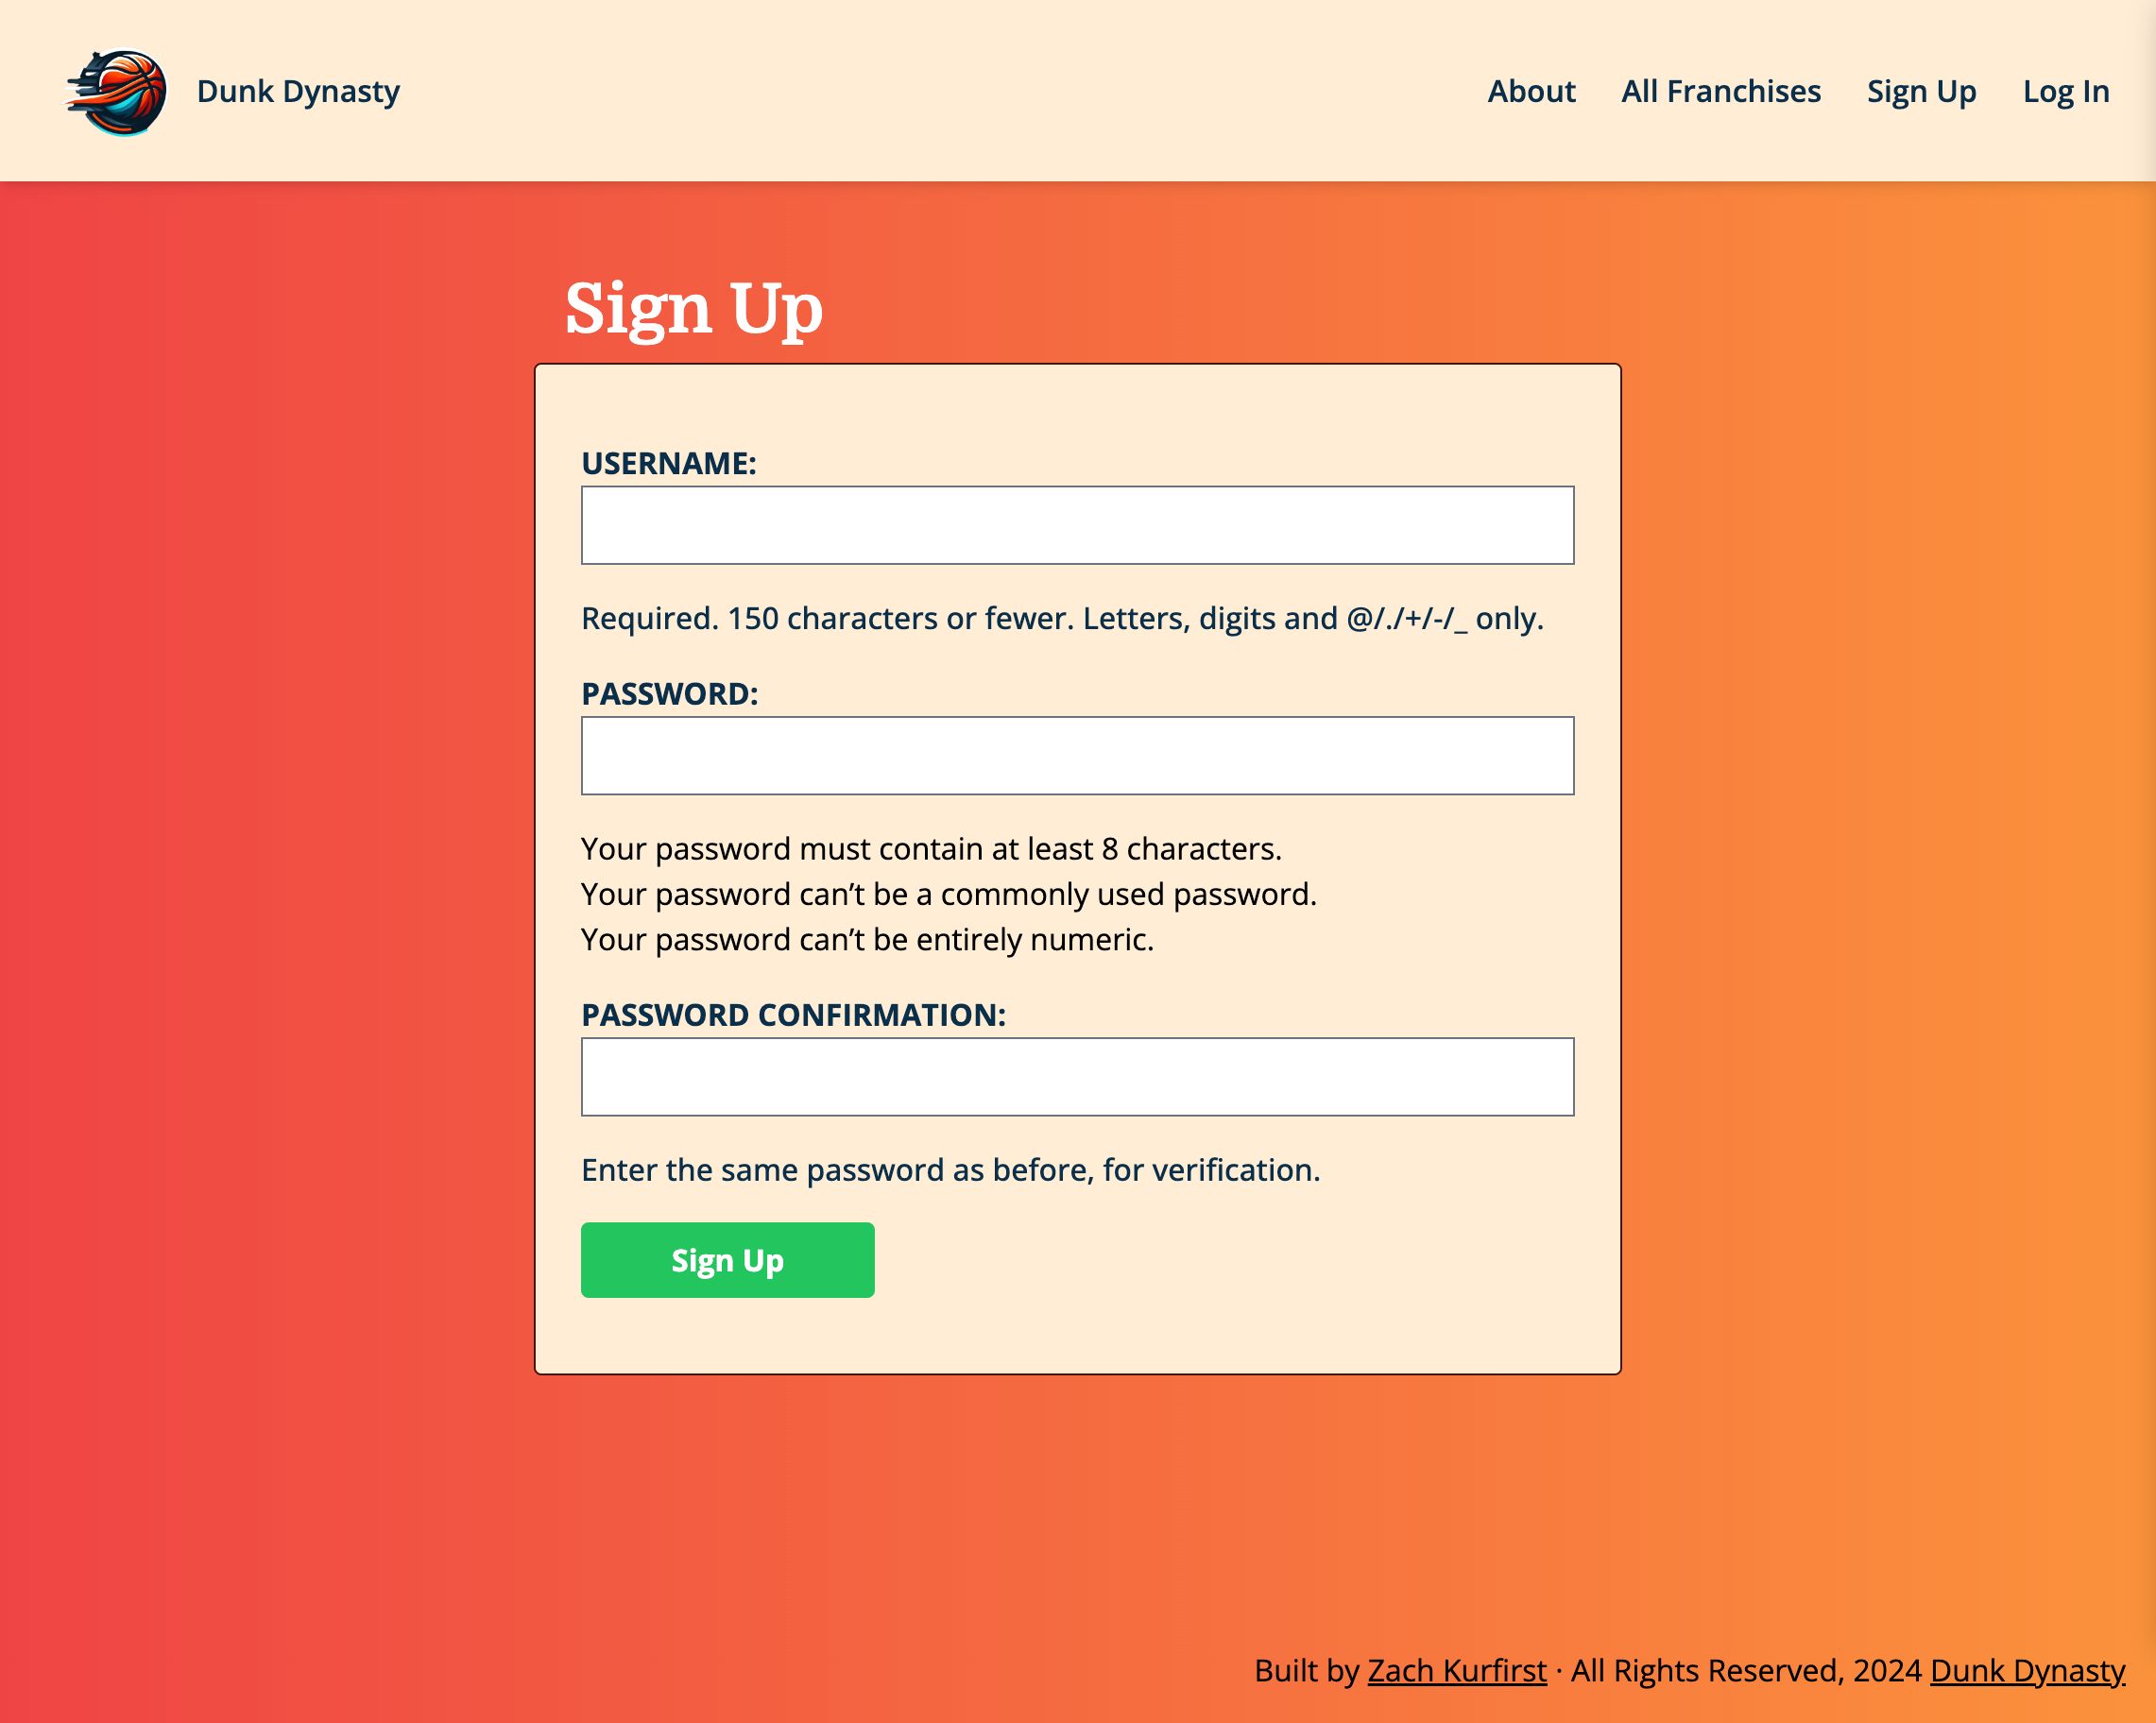 Dunk Dynasty
About All Franchises Sign Up Log In
Sign Up
USERNAME:
Required. 150 characters or fewer. Letters, digits and @/./+/-/_ only.
PASSWORD:
Your password must contain at least 8 characters.
Your password can’t be a commonly used password.
Your password can’t be entirely numeric.
PASSWORD CONFIRMATION:
Enter the same password as before, for verification.
Sign Up
Built by Zach Kurfirst · All Rights Reserved, 2024 Dunk Dynasty